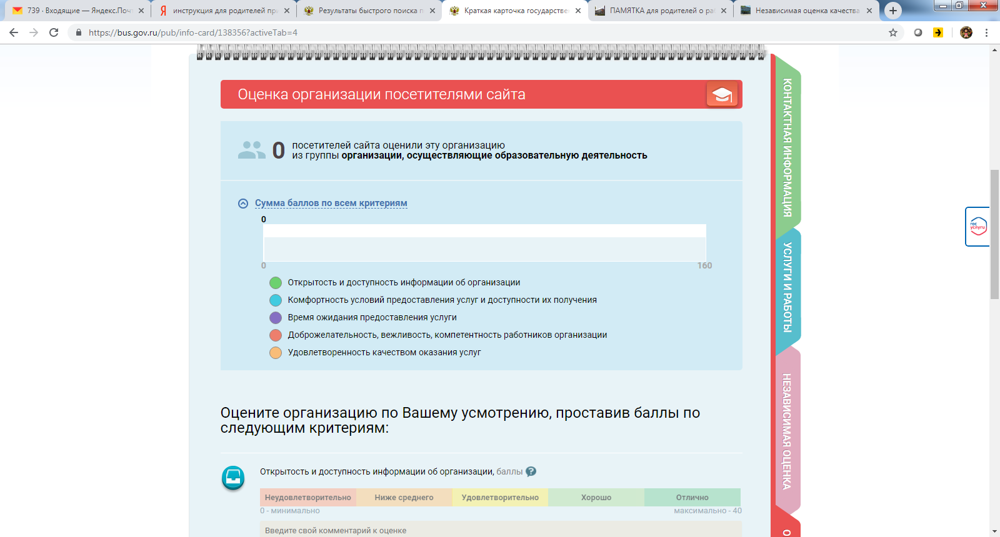 739 · Входящие — Яндекс.Почт
инструкция для родителей при
Результаты быстрого поиска п
Краткая карточка государстве
ПАМЯТКА для родителей о ра
Независимая оценка качества
https://bus.gov.ru/pub/info-card/138356?activeTab=4
Оценка организации посетителями сайта
0
посетителей сайта оценили эту организацию
из группы организации, осуществляющие образовательную деятельность
Сумма баллов по всем критериям
0
0
160
Открытость и доступность информации об организации
Комфортность условий предоставления услуг и доступности их получения
Время ожидания предоставления услуги
Доброжелательность, вежливость, компетентность работников организации
Удовлетворенность качеством оказания услуг
Оцените организацию по Вашему усмотрению, проставив баллы по
следующим критериям:
Открытость и доступность информации об организации, баллы ?
Неудовлетворительно
Ниже среднего
Удовлетворительно
Хорошо
Отлично
0 - минимально
максимально - 40
Введите свой комментарий к оценке
КОНТАКТНАЯ ИНФОРМАЦИЯ
УСЛУГИ И РАБОТЫ
НЕЗАВИСИМАЯ ОЦЕНКА
О
гос
услуги